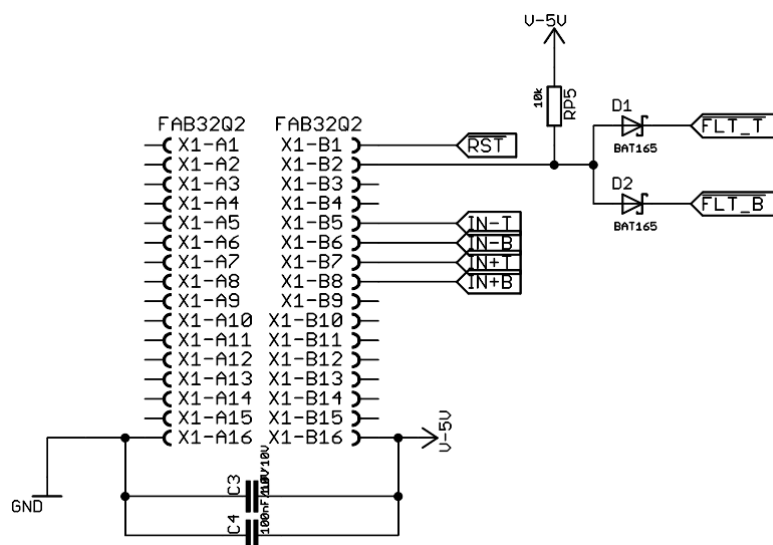 V-5V
10k
RP5
D1
FLT_T
BAT165
D2
FLT_B
BAT165
FAB32Q2 FAB32Q2
X1-A1 X1-B1 RST
X1-A2 X1-B2
X1-A3 X1-B3
X1-A4 X1-B4
X1-A5 X1-B5 IN-T
X1-A6 X1-B6 IN-B
X1-A7 X1-B7 IN+T
X1-A8 X1-B8 IN+B
X1-A9 X1-B9
X1-A10 X1-B10
X1-A11 X1-B11
X1-A12 X1-B12
X1-A13 X1-B13
X1-A14 X1-B14
X1-A15 X1-B15
X1-A16 X1-B16 V-5V
GND
C3
C4